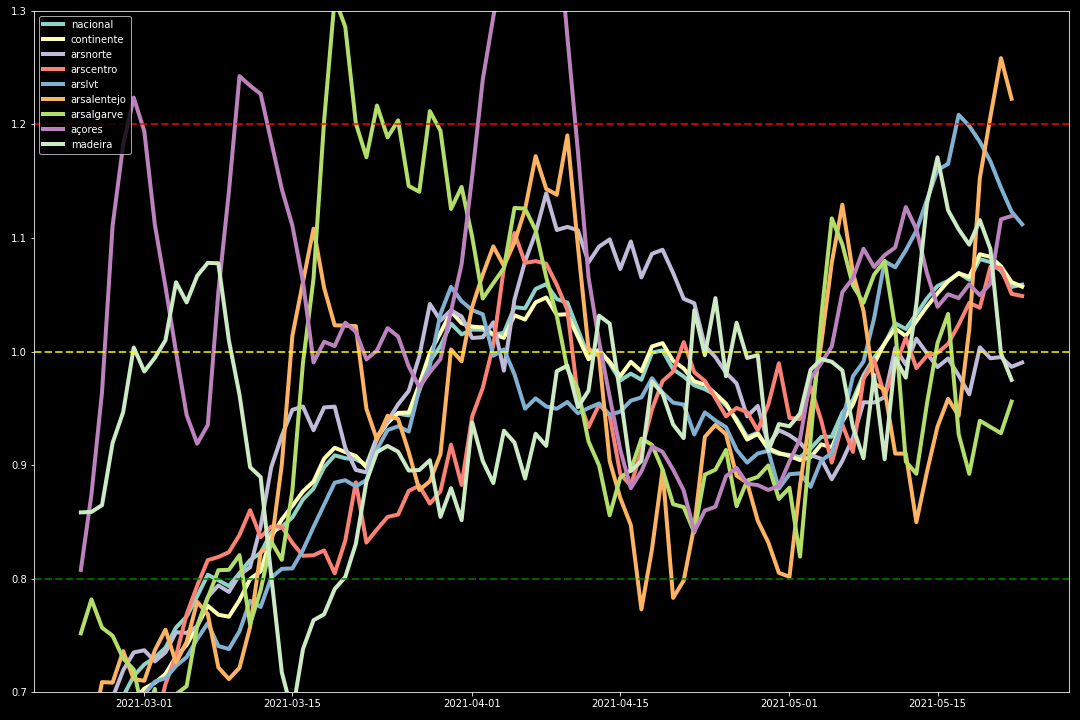 1.3
1.2
1.1
1.0
0.9
0.8
0.7
nacional
continente
arsnorte
arscentro
arslvt
arsalentejo
arsalgarve
açores
madeira
2021-03-01 2021-03-15 2021-04-01 2021-04-15 2021-05-01 2021-05-15